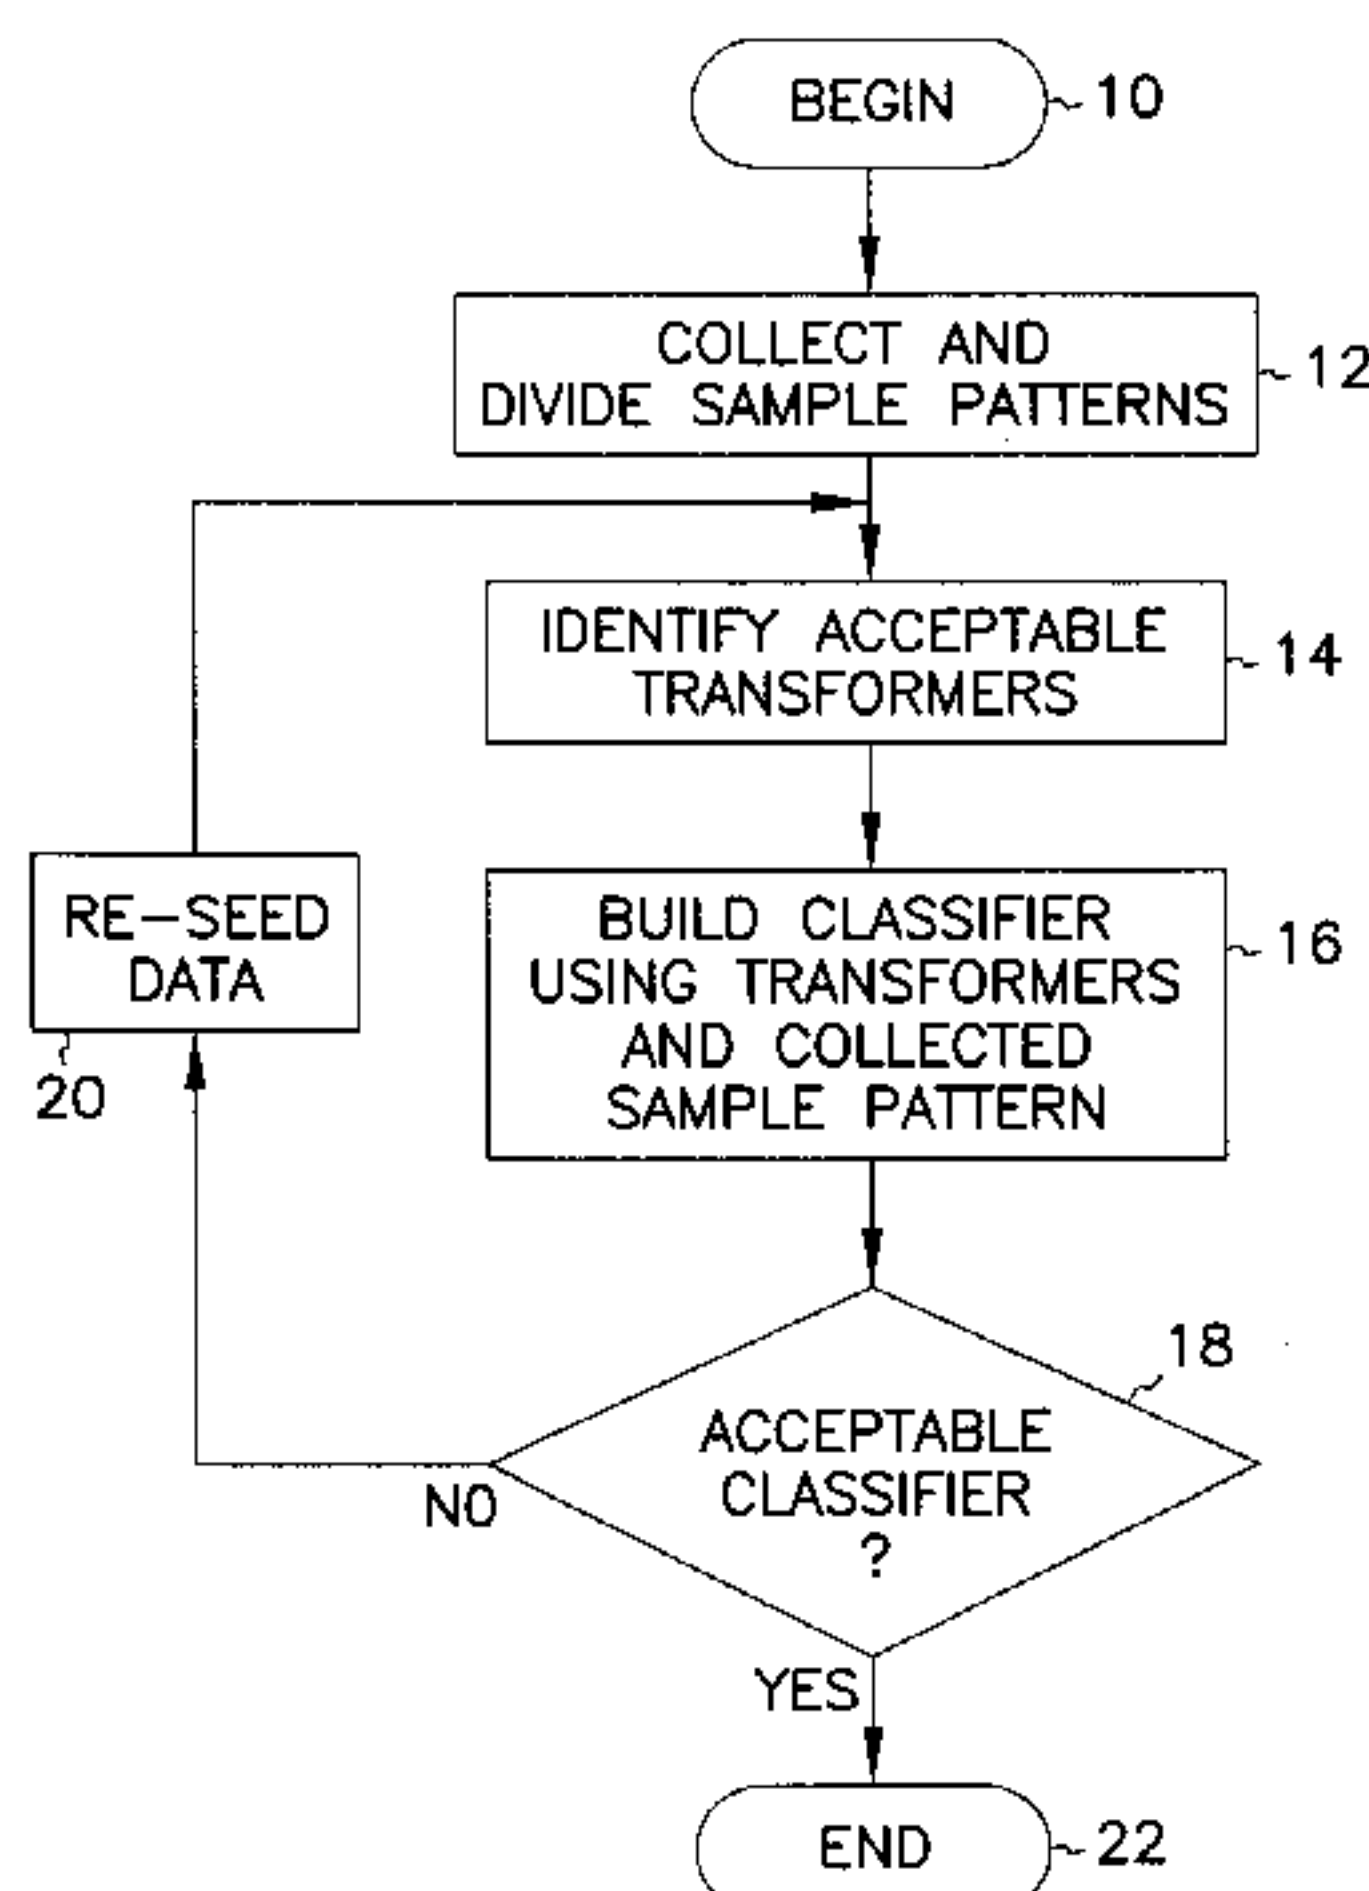 BEGIN
10
COLLECT AND
DIVIDE SAMPLE PATTERNS
12
IDENTIFY ACCEPTABLE
TRANSFORMERS
14
RE-SEED
DATA
20
BUILD CLASSIFIER
USING TRANSFORMERS
AND COLLECTED
SAMPLE PATTERN
16
18
ACCEPTABLE
CLASSIFIER
?
NO
YES
END
22